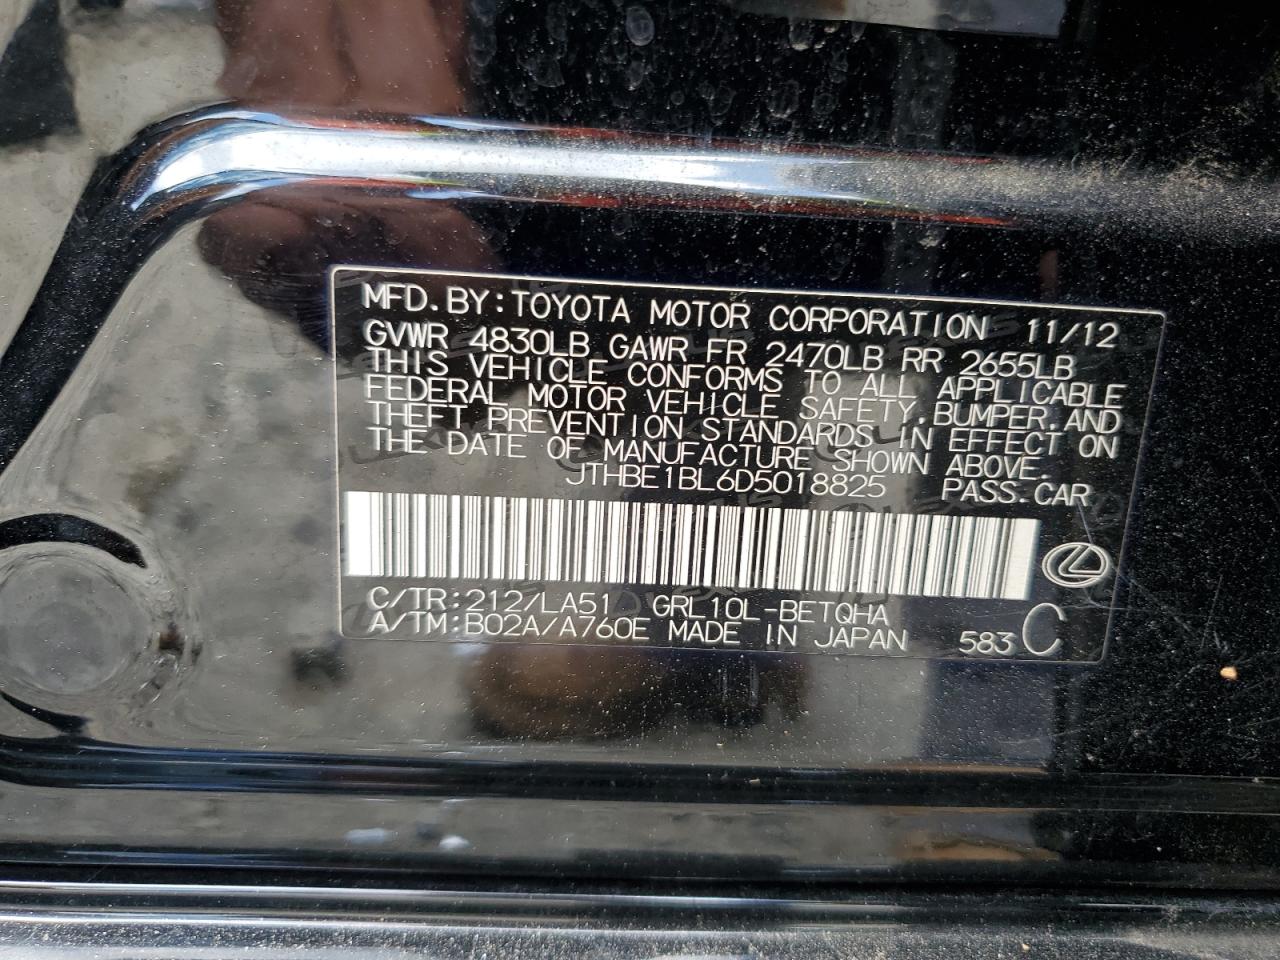 MFD.BY:TOYOTA MOTOR CORPORATION 11/12
GVWR 4830LB GAWR FR 2470LB RR 2655LB
THIS VEHICLE CONFORMS TO ALL APPLICABLE
FEDERAL MOTOR VEHICLE SAFETY,BUMPER,AND
THEFT PREVENTION STANDARDS IN EFFECT ON
THE DATE OF MANUFACTURE SHOWN ABOVE.
JTHBE1BL6D5018825 PASS.CAR
C/TR:212/LA51 GRL10L-BETQHA
A/TM:B02A/A760E MADE IN JAPAN 583 C